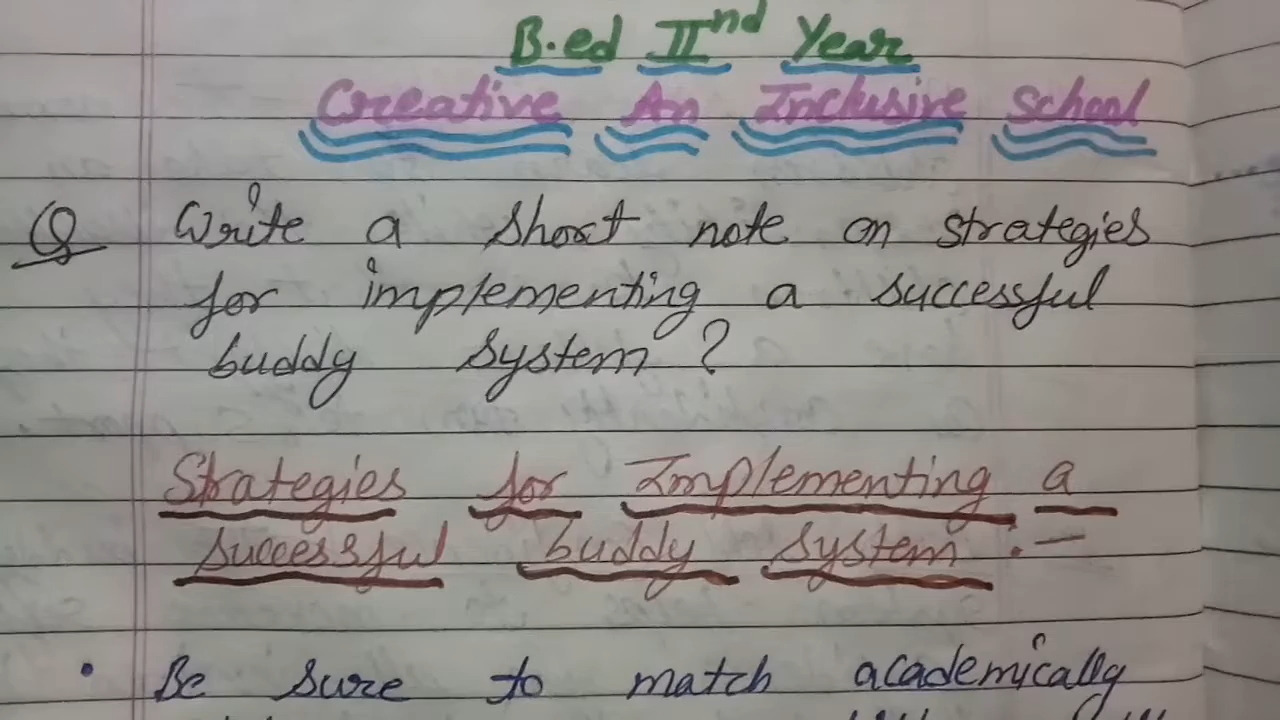 B.ed IInd Year
Creative An Inclusive School
Q Write a short note on strategies
for implementing a successful
buddy system?
Strategies for Implementing a
successful buddy system :-
• Be sure to match academically